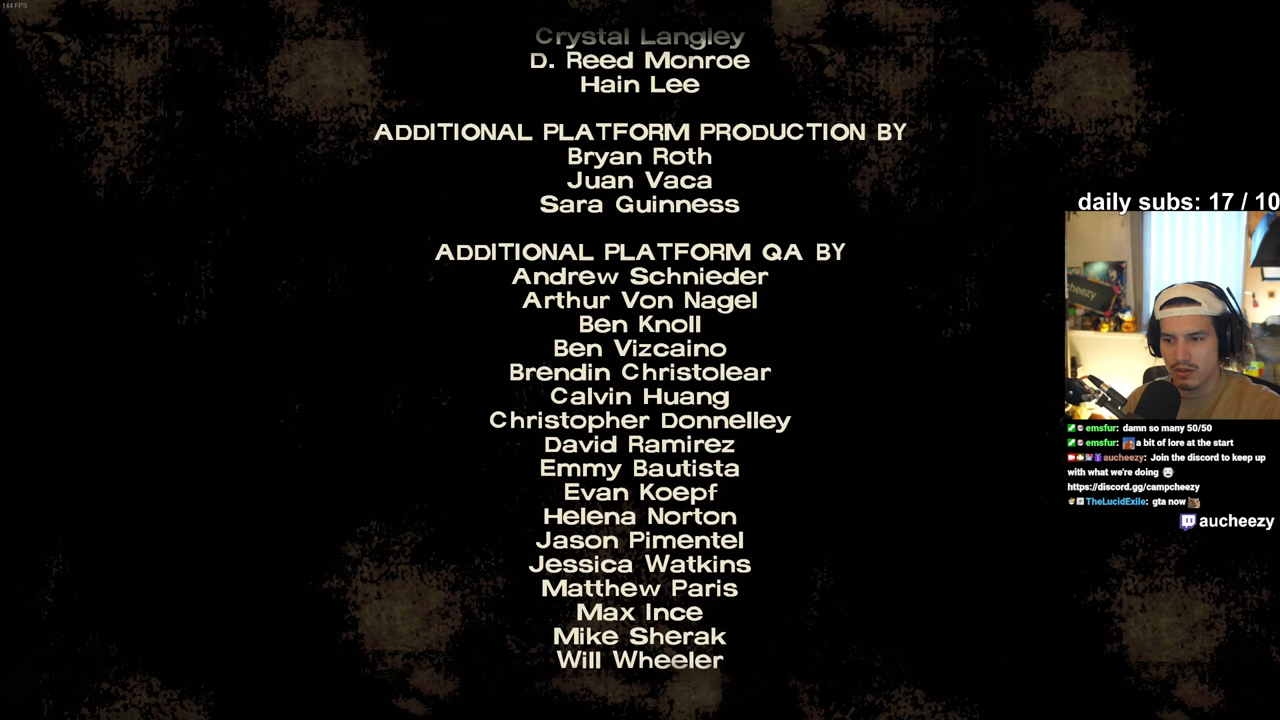 144 FPS
Crystal Langley
D. Reed Monroe
Hain Lee
ADDITIONAL PLATFORM PRODUCTION BY
Bryan Roth
Juan Vaca
Sara Guinness
ADDITIONAL PLATFORM QA BY
Andrew Schnieder
Arthur Von Nagel
Ben Knoll
Ben Vizcaino
Brendin Christolear
Calvin Huang
Christopher Donnelley
David Ramirez
Emmy Bautista
Evan Koepf
Helena Norton
Jason Pimentel
Jessica Watkins
Matthew Paris
Max Ince
Mike Sherak
Will Wheeler
daily subs: 17 / 10
cheezy
emsfur: damn so many 50/50
emsfur: a bit of lore at the start
aucheezy: Join the discord to keep up
with what we're doing
https://discord.gg/campcheezy
TheLucidExile: gta now
aucheezy